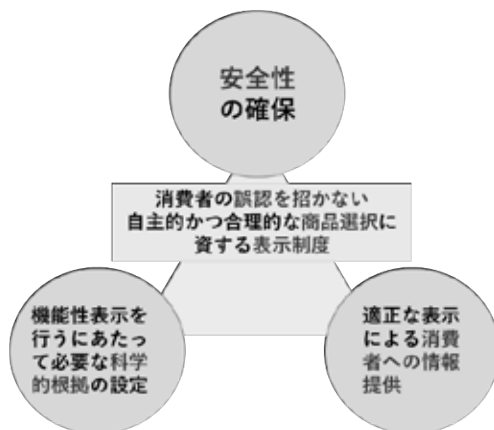 安全性
の確保
消費者の誤認を招かない
自主的かつ合理的な商品選択に
資する表示制度
機能性表示を
行うにあたっ
て必要な科学
的根拠の設定
適正な表示
による消費
者への情報
提供